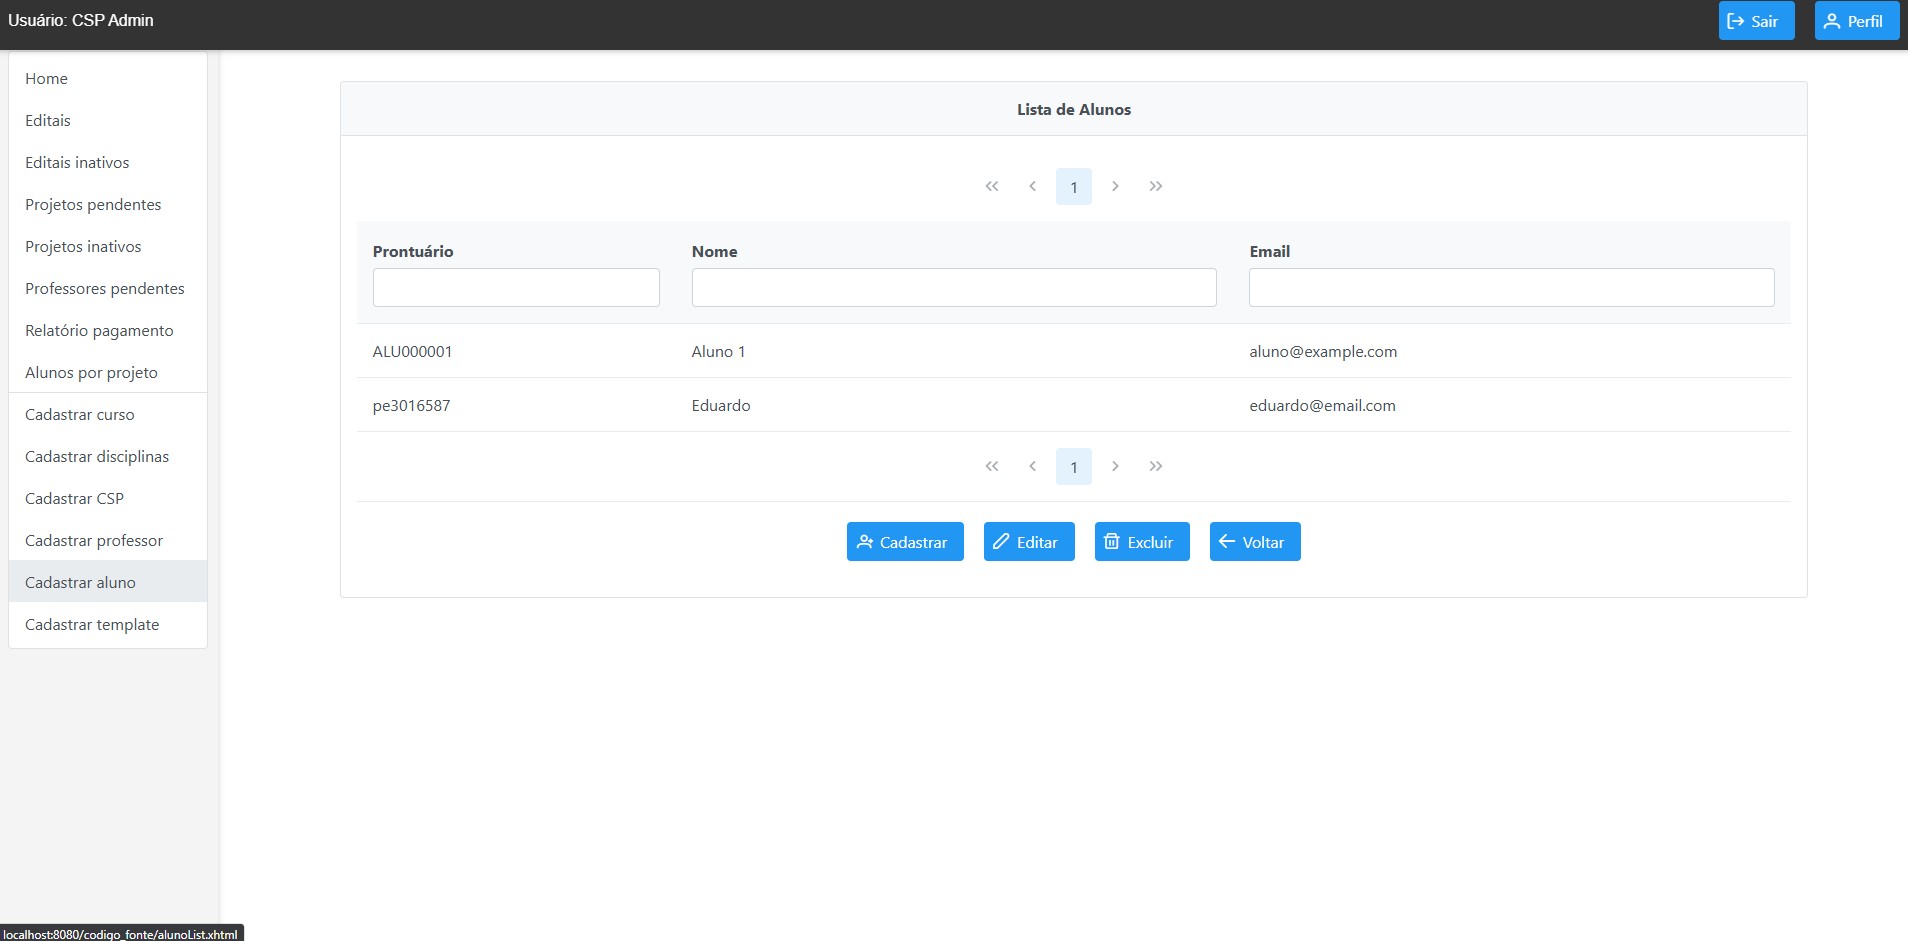 Usuário: CSP Admin
Sair
Perfil
Home
Editais
Editais inativos
Projetos pendentes
Projetos inativos
Professores pendentes
Relatório pagamento
Alunos por projeto
Cadastrar curso
Cadastrar disciplinas
Cadastrar CSP
Cadastrar professor
Cadastrar aluno
Cadastrar template
Lista de Alunos
1
Prontuário Nome Email
ALU000001 Aluno 1 aluno@example.com
pe3016587 Eduardo eduardo@email.com
1
Cadastrar Editar Excluir Voltar
localhost:8080/codigo_fonte/alunoList.xhtml